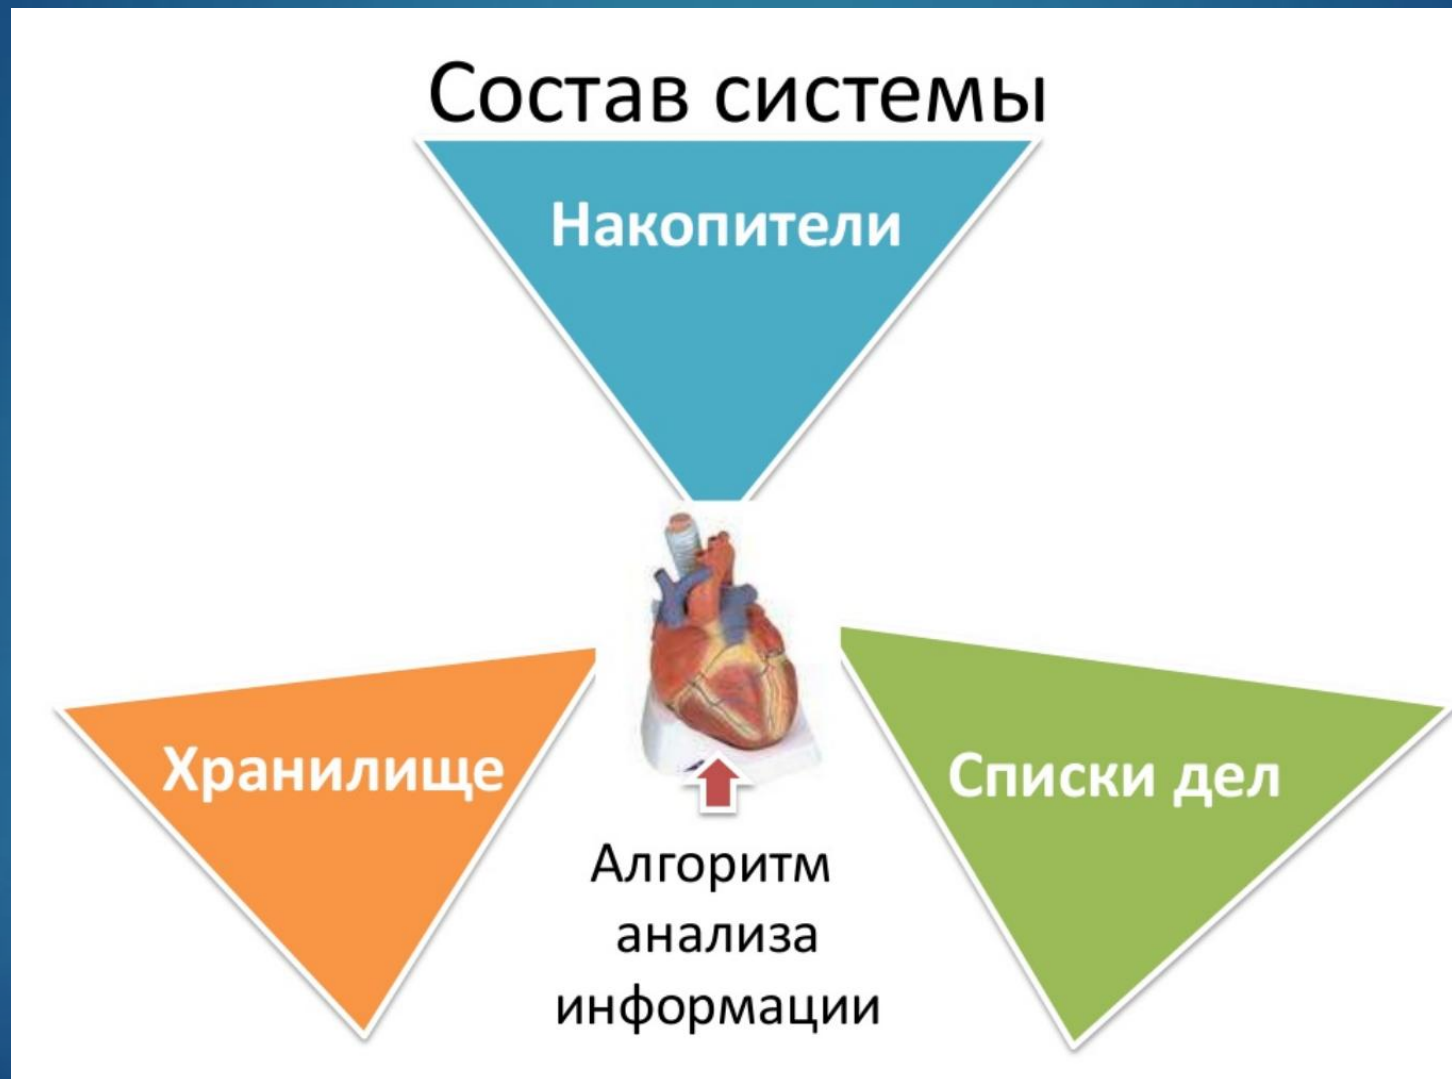 Состав системы
Накопители
Хранилище
Списки дел
Алгоритм
анализа
информации